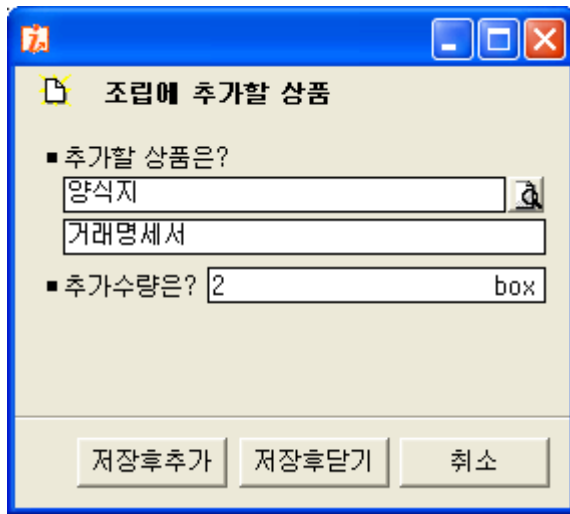 조립에 추가할 상품
추가할 상품은?
양식지
거래명세서
추가수량은? 2 box
저장후추가 저장후닫기 취소